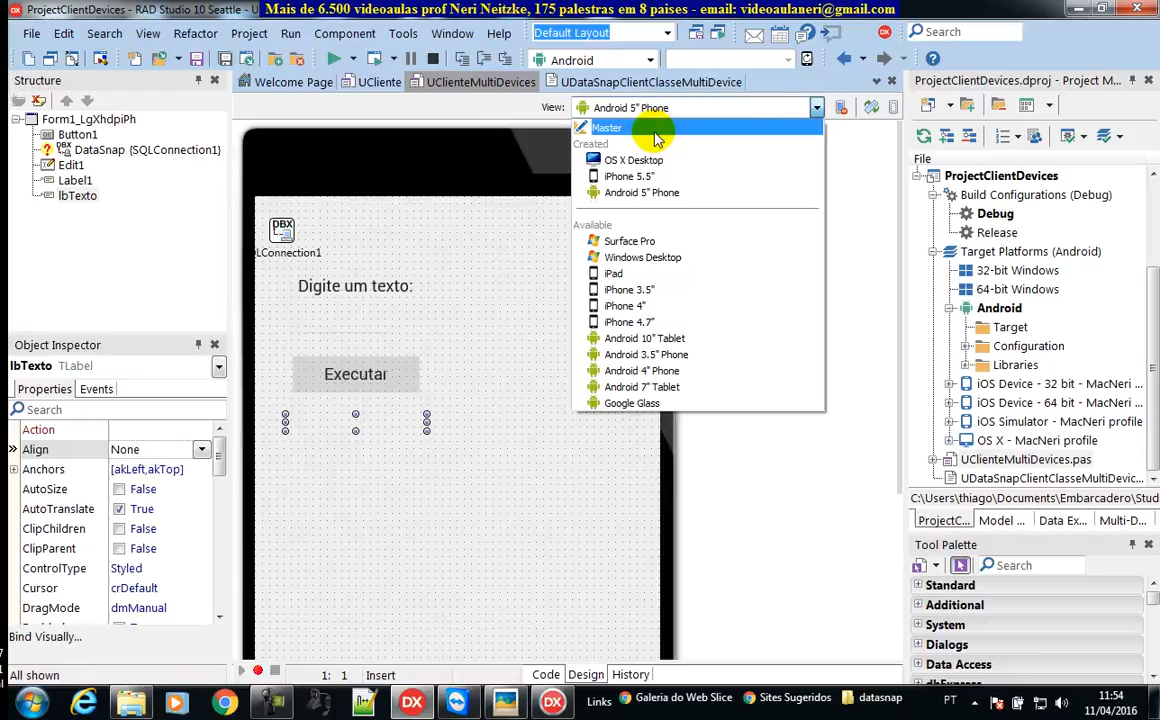 ProjectClientDevices - RAD Studio 10 Seattle - U
Mais de 6.500 videoaulas prof Neri Neitzke, 175 palestras em 8 paises - email: videoaulaneri@gmail.com
File Edit Search View Refactor Project Run Component Tools Window Help
Default Layout
Search
Android
Structure
Welcome Page UCliente UClienteMultiDevices UDataSnapClientClasseMultiDevice
ProjectClientDevices.dproj - Project M...
View: Android 5" Phone
Form1_LgXhdpiPh
Button1
DataSnap (SQLConnection1)
Edit1
Label1
lbTexto
Master
Created
OS X Desktop
iPhone 5.5"
Android 5" Phone
Available
Surface Pro
Windows Desktop
iPad
iPhone 3.5"
iPhone 4"
iPhone 4.7"
Android 10" Tablet
Android 3.5" Phone
Android 4" Phone
Android 7" Tablet
Google Glass
DBX
QLConnection1
Digite um texto:
Executar
File
ProjectClientDevices
Build Configurations (Debug)
Debug
Release
Target Platforms (Android)
32-bit Windows
64-bit Windows
Android
Target
Configuration
Libraries
iOS Device - 32 bit - MacNeri ...
iOS Device - 64 bit - MacNeri ...
iOS Simulator - MacNeri profile
OS X - MacNeri profile
UClienteMultiDevices.pas
UDataSnapClientClasseMultiDevic...
C:\Users\thiago\Documents\Embarcadero\Stud
ProjectC... Model ... Data Ex... Multi-D...
Object Inspector
lbTexto TLabel
Properties Events
Search
Action
Align None
Anchors [akLeft,akTop]
AutoSize False
AutoTranslate True
ClipChildren False
ClipParent False
ControlType Styled
Cursor crDefault
DragMode dmManual
Bind Visually...
All shown
1: 1 Insert
Code Design History
Tool Palette
Search
Standard
Additional
System
Dialogs
Data Access
dbExpress
Links Galeria do Web Slice Sites Sugeridos datasnap
PT
11:54
11/04/2016